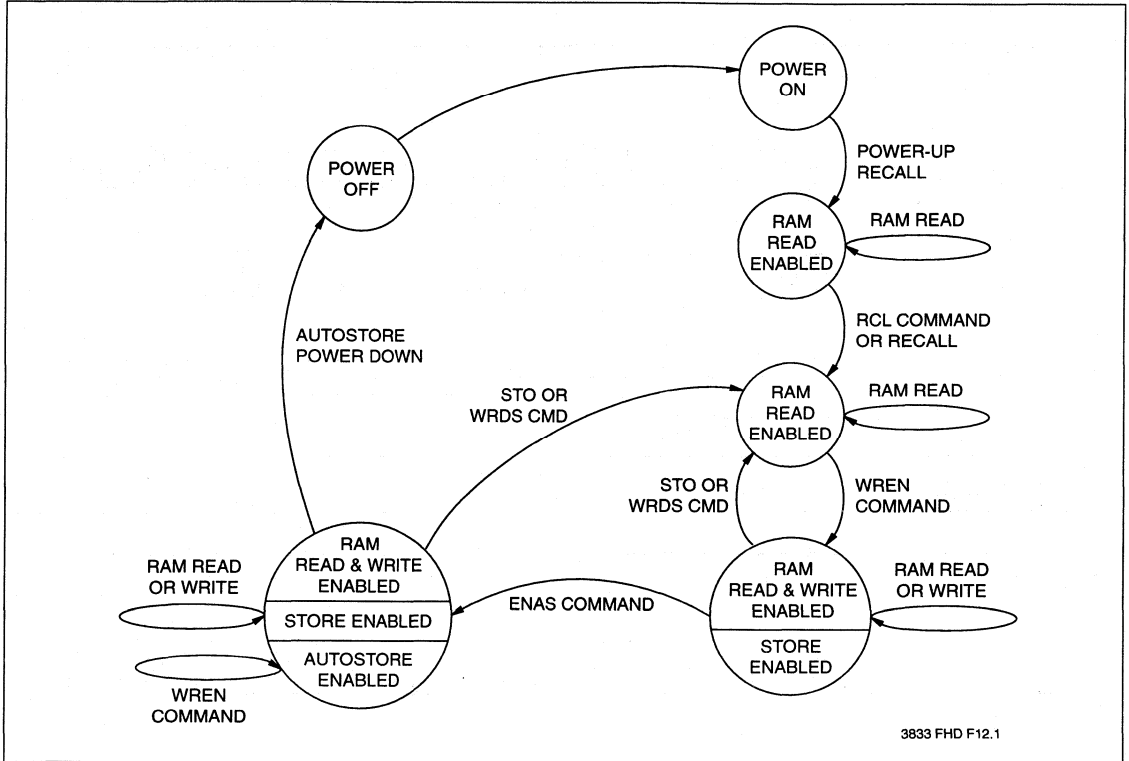 POWER
ON
POWER
OFF
POWER-UP
RECALL
RAM
READ
ENABLED
RAM READ
AUTOSTORE
POWER DOWN
RCL COMMAND
OR RECALL
STO OR
WRDS CMD
RAM
READ
ENABLED
RAM READ
STO OR
WRDS CMD
WREN
COMMAND
RAM READ
OR WRITE
RAM
READ & WRITE
ENABLED
STORE ENABLED
AUTOSTORE
ENABLED
WREN
COMMAND
ENAS COMMAND
RAM
READ & WRITE
ENABLED
STORE
ENABLED
RAM READ
OR WRITE
3833 FHD F12.1